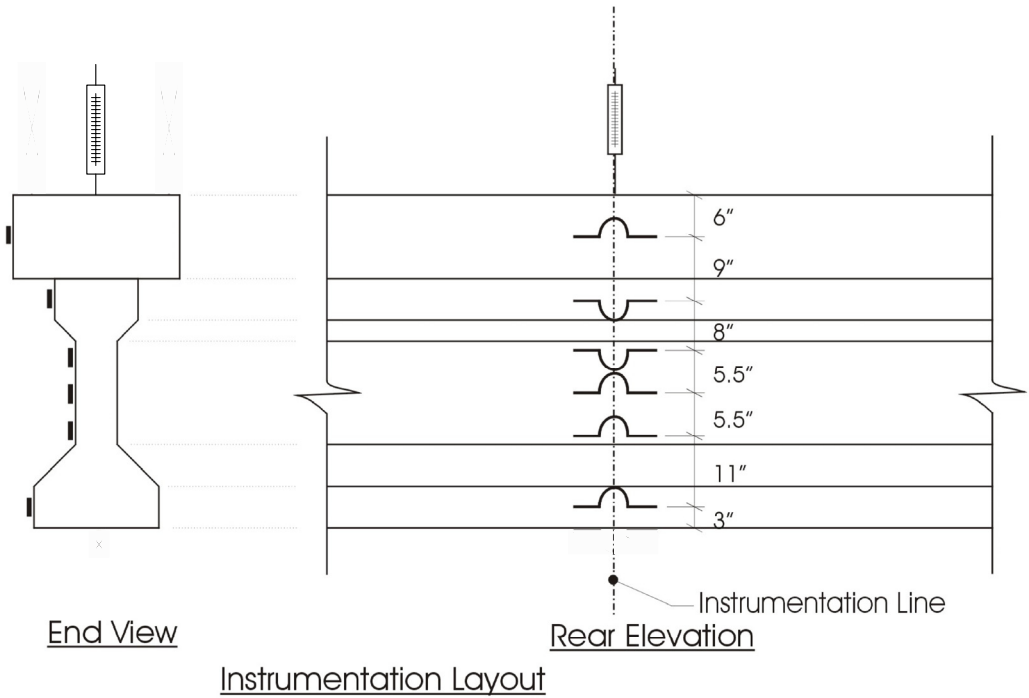 6”
9”
8”
5.5”
5.5”
11”
3”
Instrumentation Line
End View
Rear Elevation
Instrumentation Layout